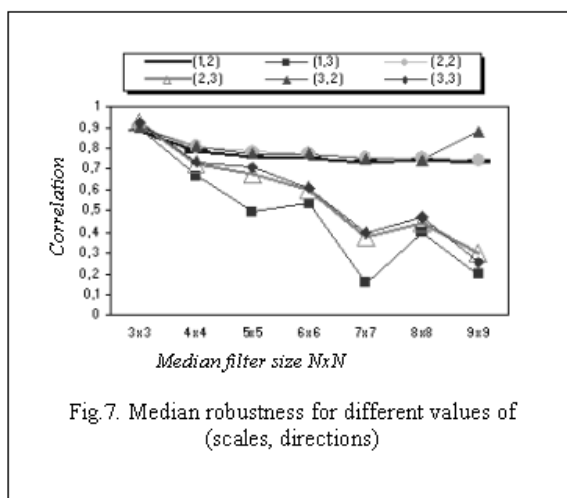 (1,2) (1,3) (2,2)
(2,3) (3,2) (3,3)
1
0,9
0,8
0,7
0,6
0,5
0,4
0,3
0,2
0,1
0
Correlation
3x3 4x4 5x5 6x6 7x7 8x8 9x9
Median filter size NxN
Fig.7. Median robustness for different values of
(scales, directions)